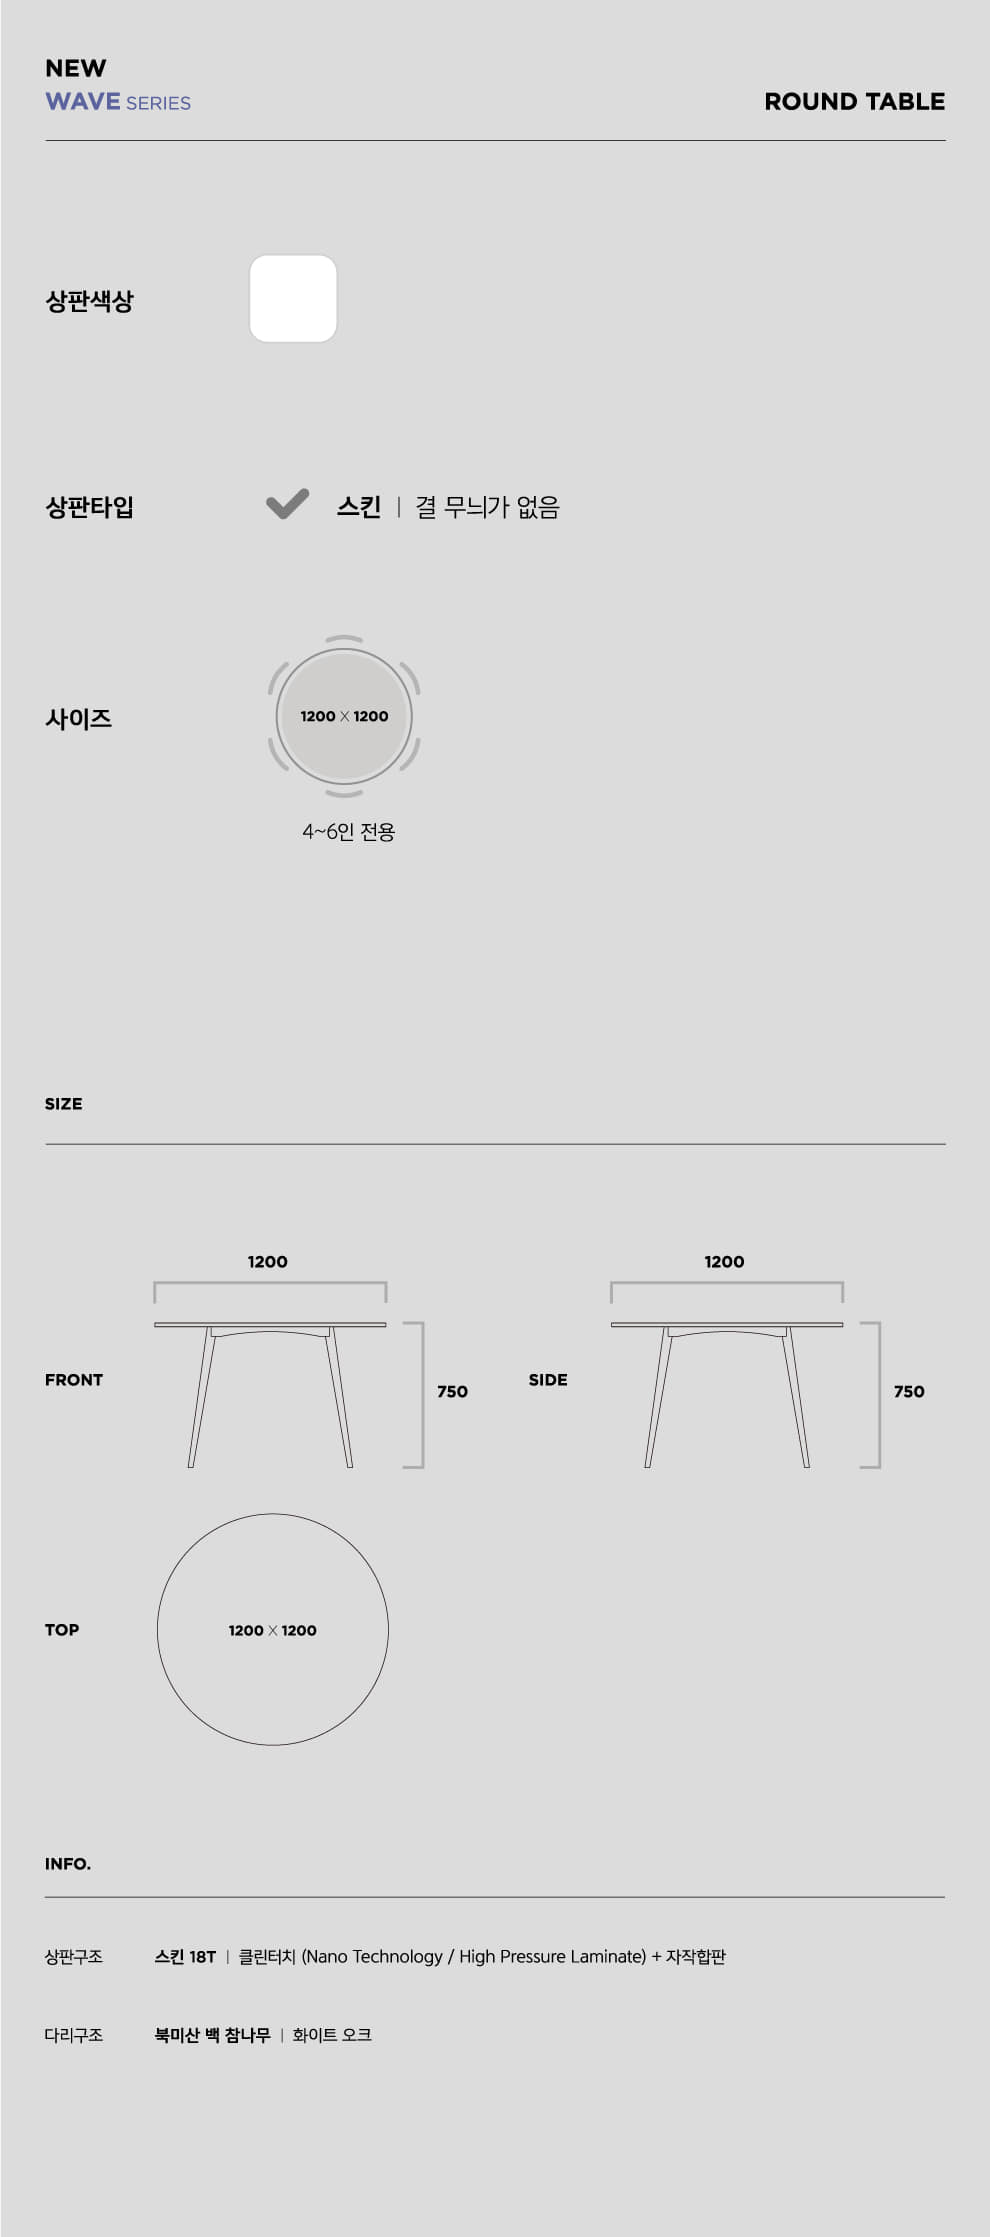 NEW
WAVE SERIES
ROUND TABLE
상판색상
상판타입
스킨 | 결 무늬가 없음
사이즈
1200 X 1200
4~6인 전용
SIZE
1200
1200
FRONT
750
SIDE
750
TOP
1200 X 1200
INFO.
상판구조 스킨 18T | 클린터치 (Nano Technology / High Pressure Laminate) + 자작합판
다리구조 북미산 백 참나무 | 화이트 오크